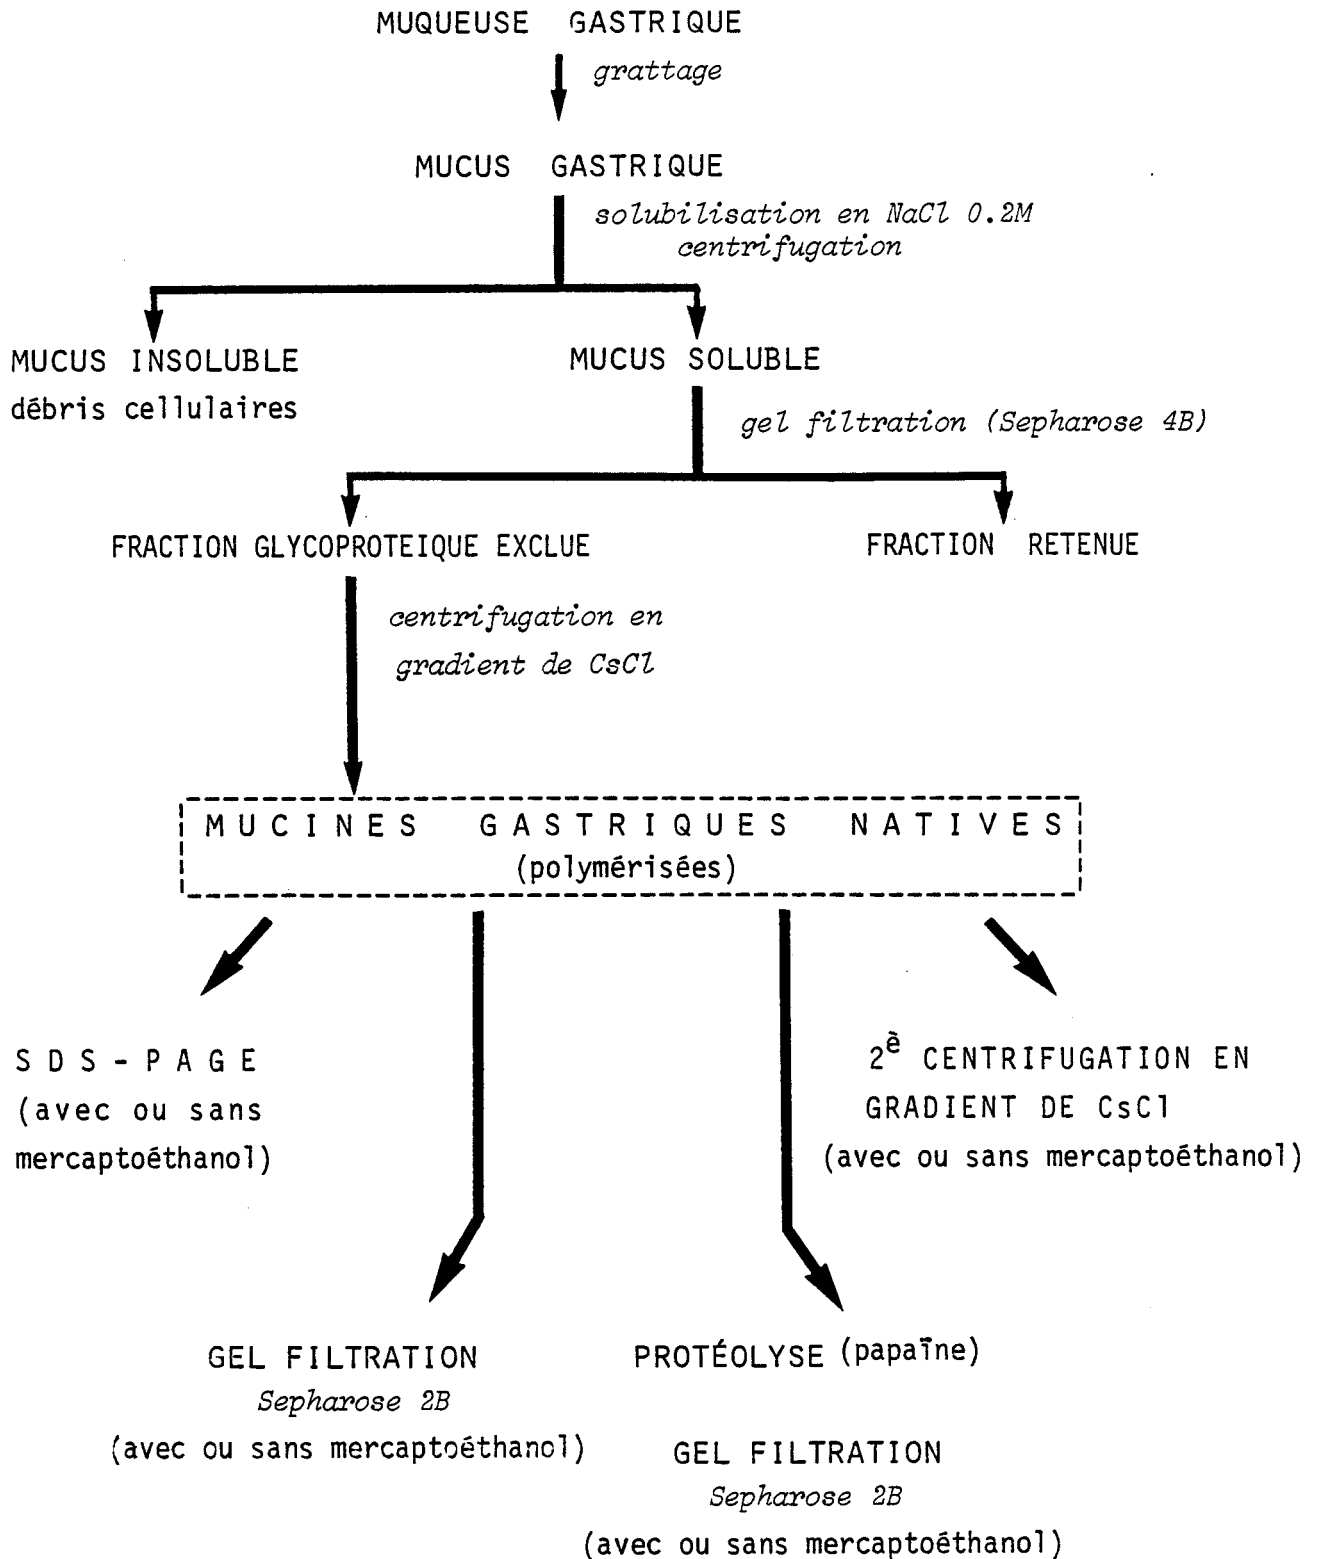 MUQUEUSE GASTRIQUE
grattage
MUCUS GASTRIQUE
solubilisation en NaCl 0.2M
centrifugation
MUCUS INSOLUBLE
débris cellulaires
MUCUS SOLUBLE
gel filtration (Sepharose 4B)
FRACTION GLYCOPROTEIQUE EXCLUE
FRACTION RETENUE
centrifugation en
gradient de CsCl
MUCINES GASTRIQUES NATIVES
(polymérisées)
SDS-PAGE
(avec ou sans
mercaptoéthanol)
2è CENTRIFUGATION EN
GRADIENT DE CsCl
(avec ou sans mercaptoéthanol)
GEL FILTRATION
Sepharose 2B
(avec ou sans mercaptoéthanol)
PROTÉOLYSE (papaïne)
GEL FILTRATION
Sepharose 2B
(avec ou sans mercaptoéthanol)